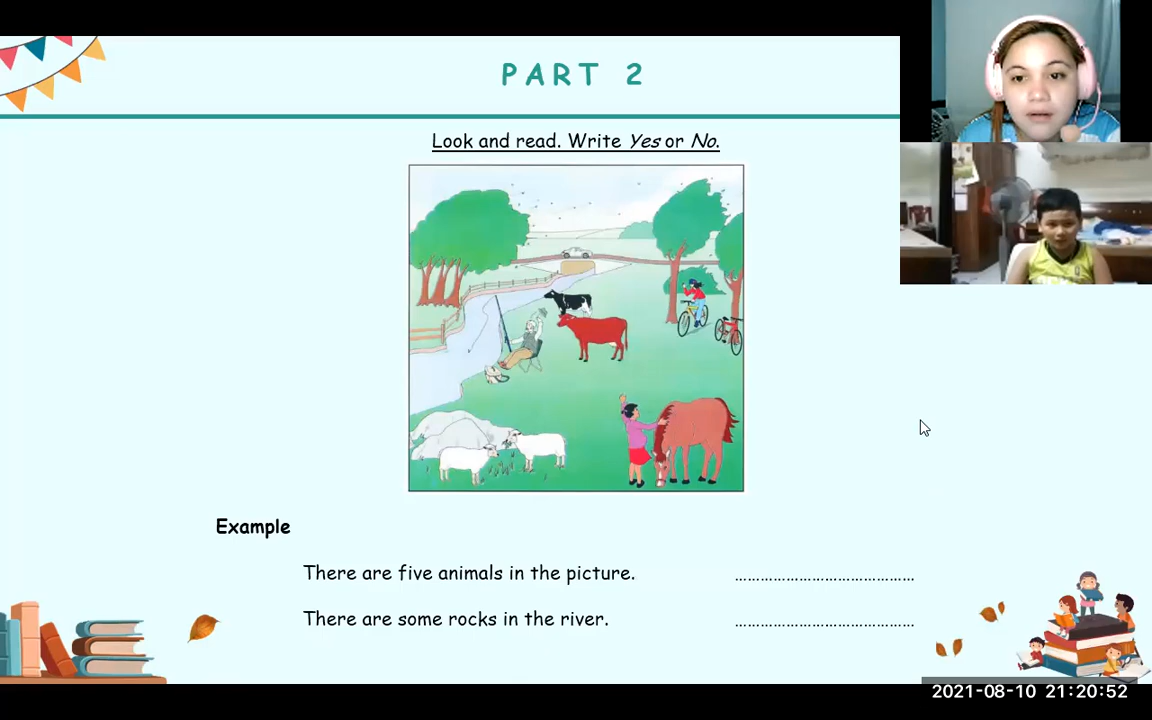 PART 2
Look and read. Write Yes or No.
Example
There are five animals in the picture. ..........................................
There are some rocks in the river. ..........................................
2021-08-10 21:20:52